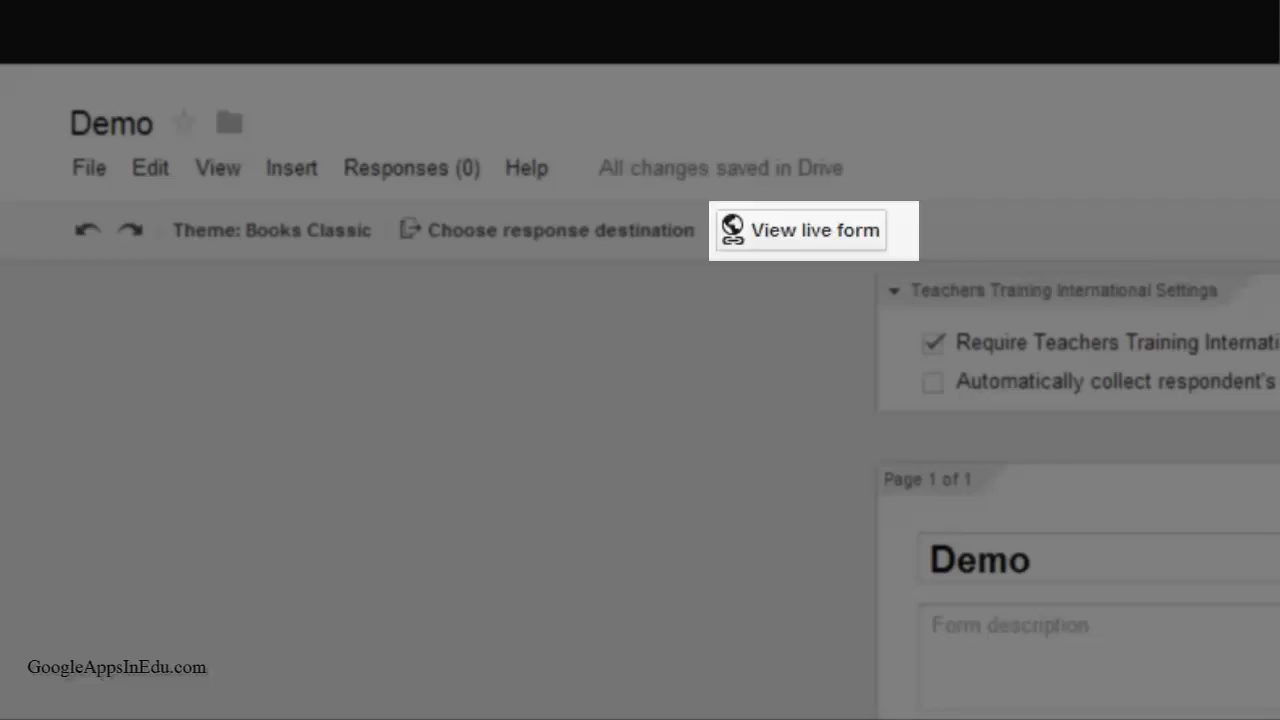 Demo
File Edit View Insert Responses (0) Help All changes saved in Drive
Theme: Books Classic Choose response destination View live form
Teachers Training International Settings
Require Teachers Training Internati
Automatically collect respondent's
Page 1 of 1
Demo
Form description
GoogleAppsInEdu.com